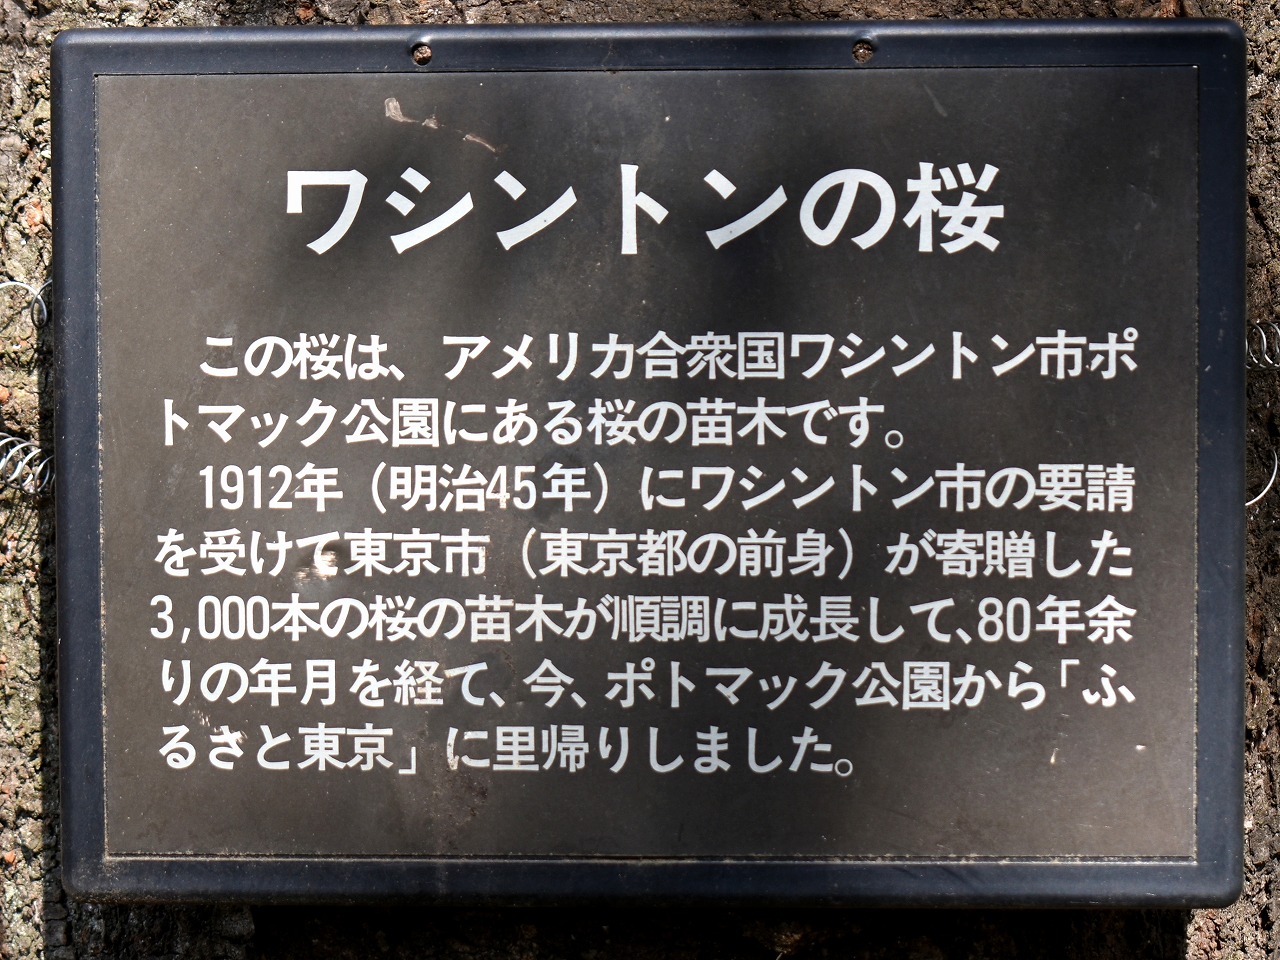 ワシントンの桜
この桜は、アメリカ合衆国ワシントン市ポ
トマック公園にある桜の苗木です。
1912年（明治45年）にワシントン市の要請
を受けて東京市（東京都の前身）が寄贈した
3,000本の桜の苗木が順調に成長して、80年余
りの年月を経て、今、ポトマック公園から「ふ
るさと東京」に里帰りしました。